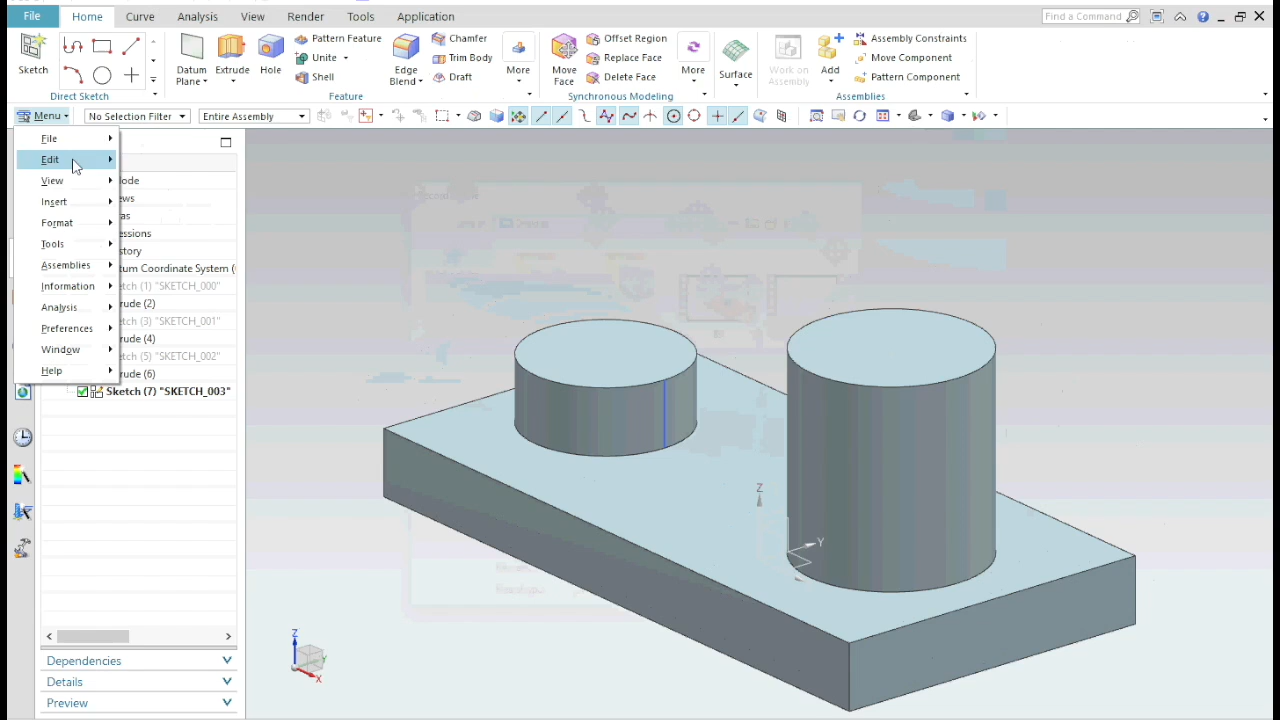 File Home Curve Analysis View Render Tools Application Find a Command
Sketch
Direct Sketch
Datum Plane Extrude Hole
Pattern Feature
Unite
Shell
Edge Blend
Chamfer
Trim Body
Draft
More
Feature
Move Face
Offset Region
Replace Face
Delete Face
More
Synchronous Modeling
Surface
Work on Assembly
Add
Assembly Constraints
Move Component
Pattern Component
Assemblies
Menu No Selection Filter Entire Assembly
File
Edit
View
Insert
Format
Tools
Assemblies
Information
Analysis
Preferences
Window
Help
ode
ews
as
essions
story
tum Coordinate System (
etch (1) "SKETCH_000"
rude (2)
etch (3) "SKETCH_001"
rude (4)
etch (5) "SKETCH_002"
rude (6)
Sketch (7) "SKETCH_003"
Dependencies
Details
Preview
Z
Y
Z
Y
X